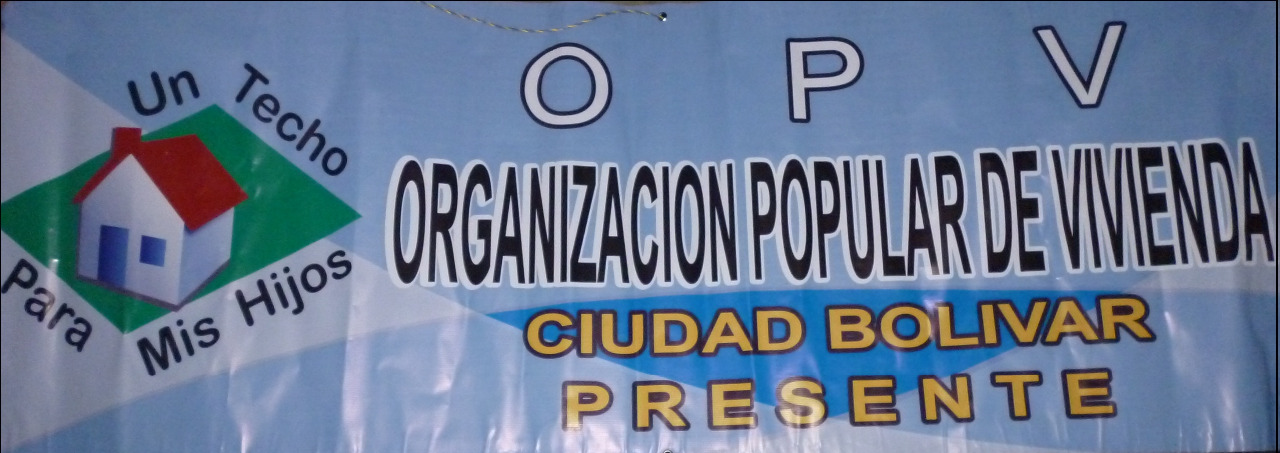 Un Techo
Para Mis Hijos
O P V
ORGANIZACION POPULAR DE VIVIENDA
CIUDAD BOLIVAR
PRESENTE